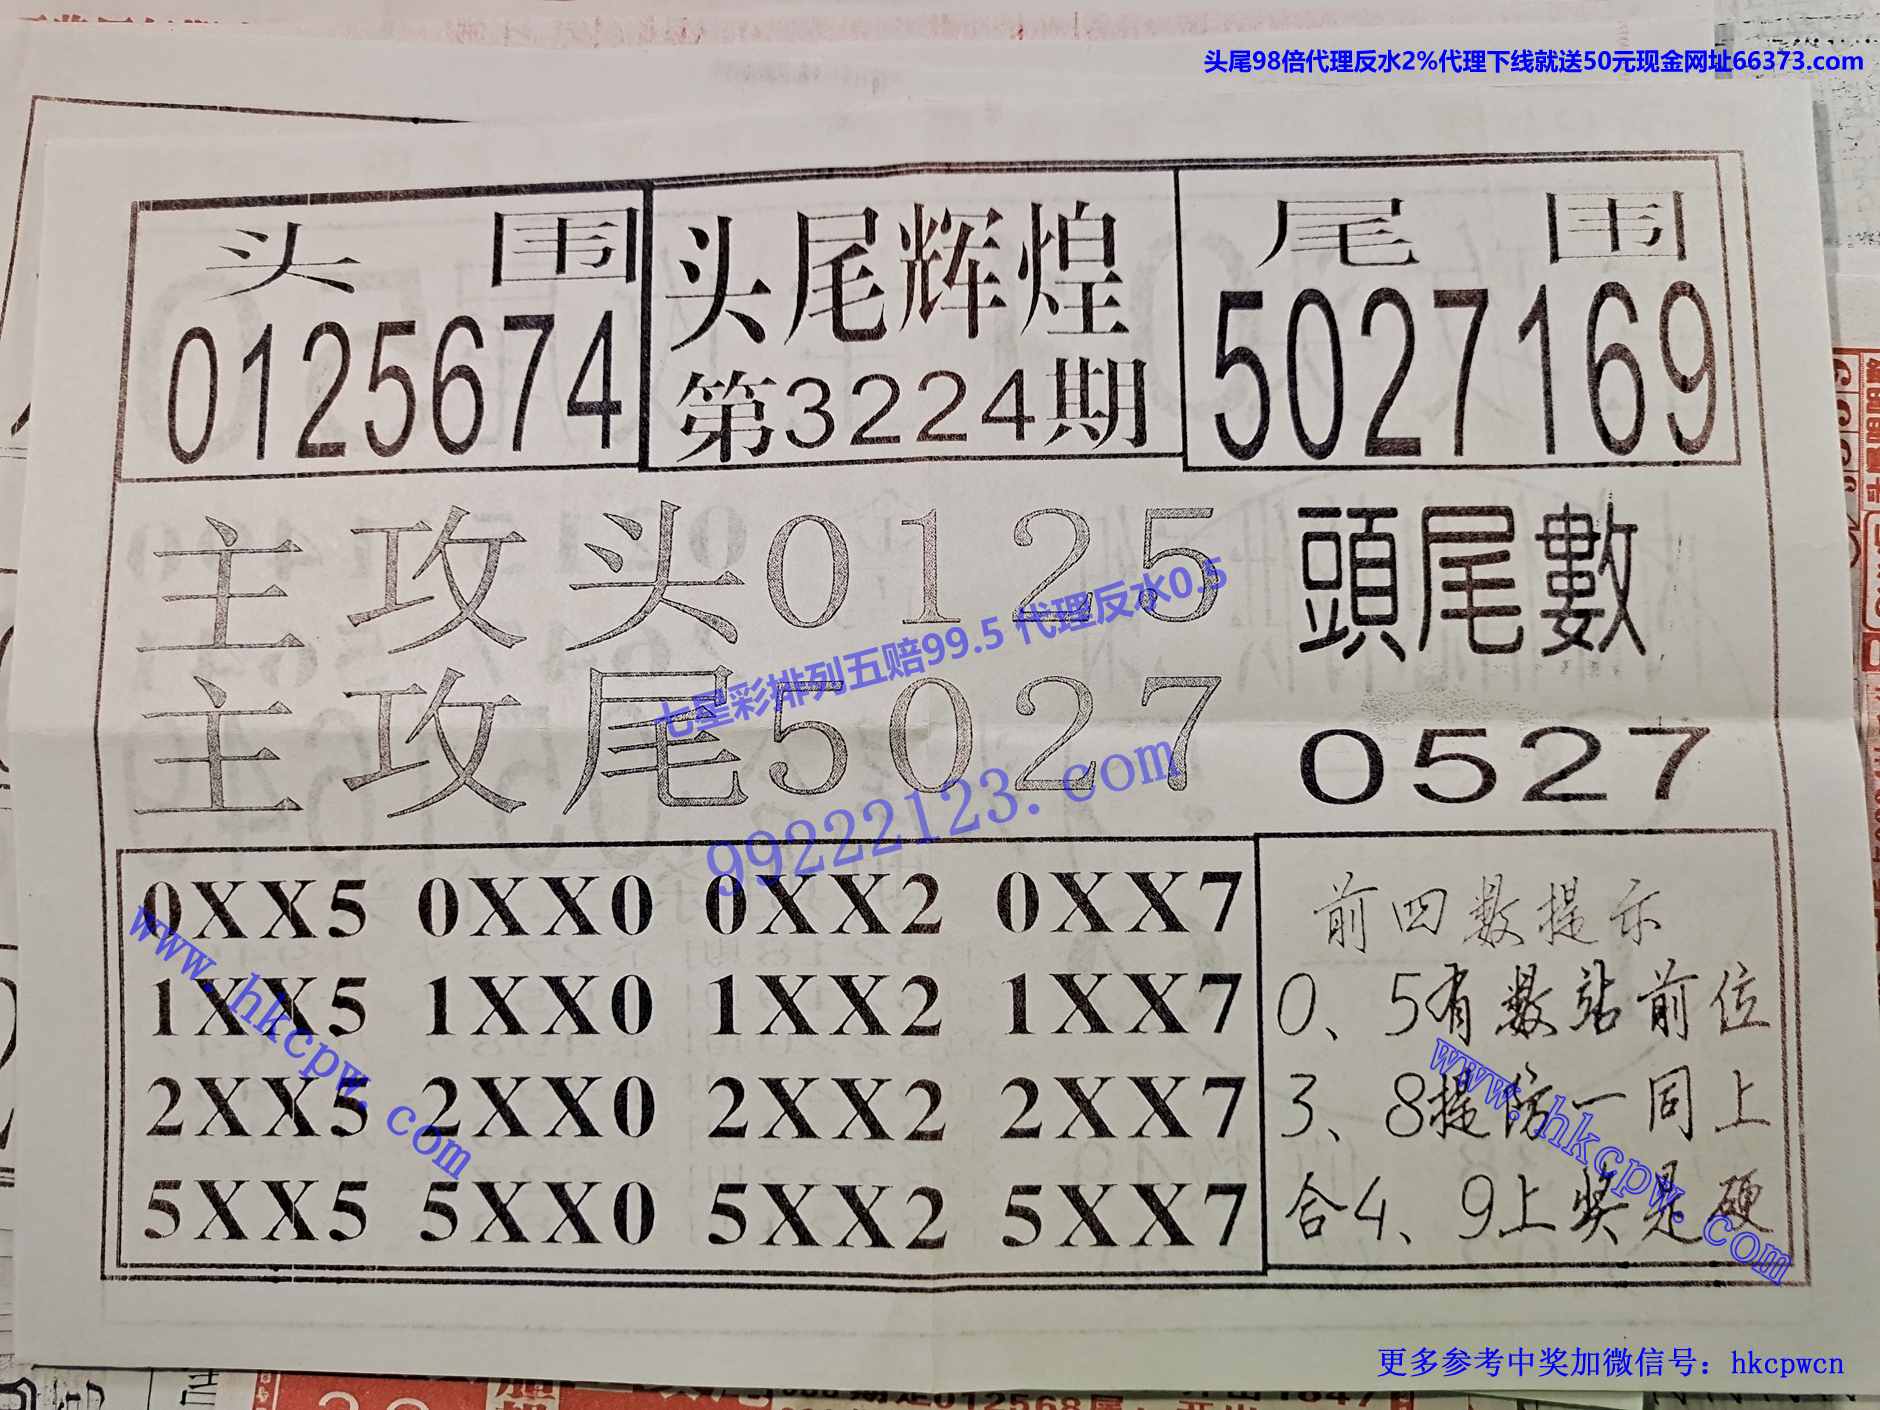 头尾98倍代理反水2%代理下线就送50元现金网址66373.com
头 围
0125674
头尾辉煌
第3224期
尾 围
5027169
主攻头0125
主攻尾5027
頭尾數
0527
七星彩排列五赔99.5 代理反水0.5
99222123.com
0XX5 0XX0 0XX2 0XX7
1XX5 1XX0 1XX2 1XX7
2XX5 2XX0 2XX2 2XX7
5XX5 5XX0 5XX2 5XX7
前四数提示
0、5有数站前位
3、8提防一同上
合4、9上奖是硬
www.hkcpw.com
www.hkcpw.com
更多参考中奖加微信号：hkcpwcn